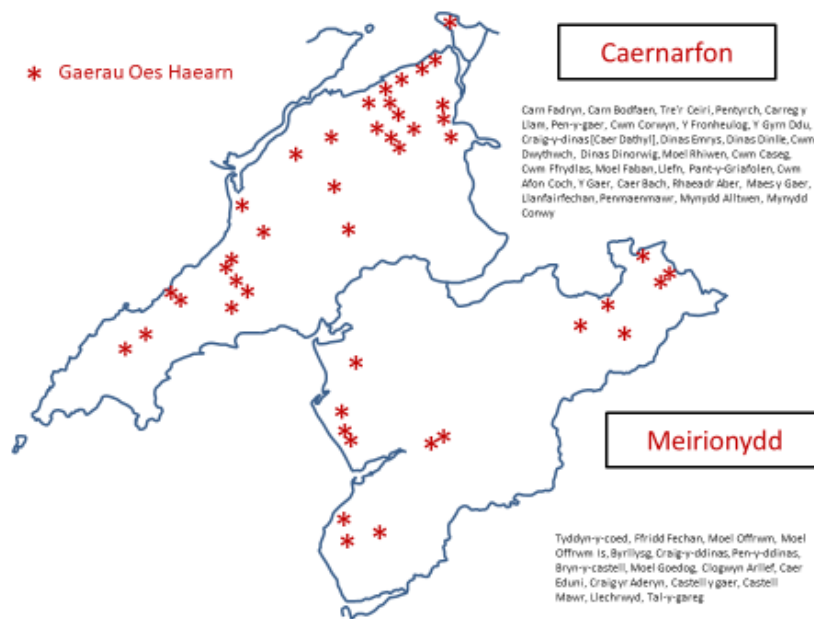 Caernarfon
* Gaerau Oes Haearn
Carn Fadryn, Carn Bodfaen, Tre'r Ceiri, Pentyrch, Carreg y
Llam, Pen-y-gaer, Cwm Corwyn, Y Fronheulog, Y Gyrn Ddu,
Craig-y-dinas [Caer Dathyl], Dinas Emrys, Dinas Dinlle, Cwm
Dwythwch, Dinas Dinorwig, Moel Rhiwen, Cwm Caseg,
Cwm Ffrydlas, Moel Faban, Llefn, Pant-y-Griafolen, Cwm
Afon Coch, Y Gaer, Caer Bach, Rhaeadr Aber, Maes y Gaer,
Llanfairfechan, Penmaenmawr, Mynydd Alltwen, Mynydd
Conwy
Meirionydd
Tyddyn-y-coed, Ffridd Fechan, Moel Offrwm, Moel
Offrwm Is, Byrllysg, Craig-y-ddinas, Pen-y-ddinas,
Bryn-y-castell, Moel Goedog, Clogwyn Arllef, Caer
Eduni, Craig yr Aderyn, Castell y gaer, Castell
Mawr, Llechrwyd, Tal-y-gareg